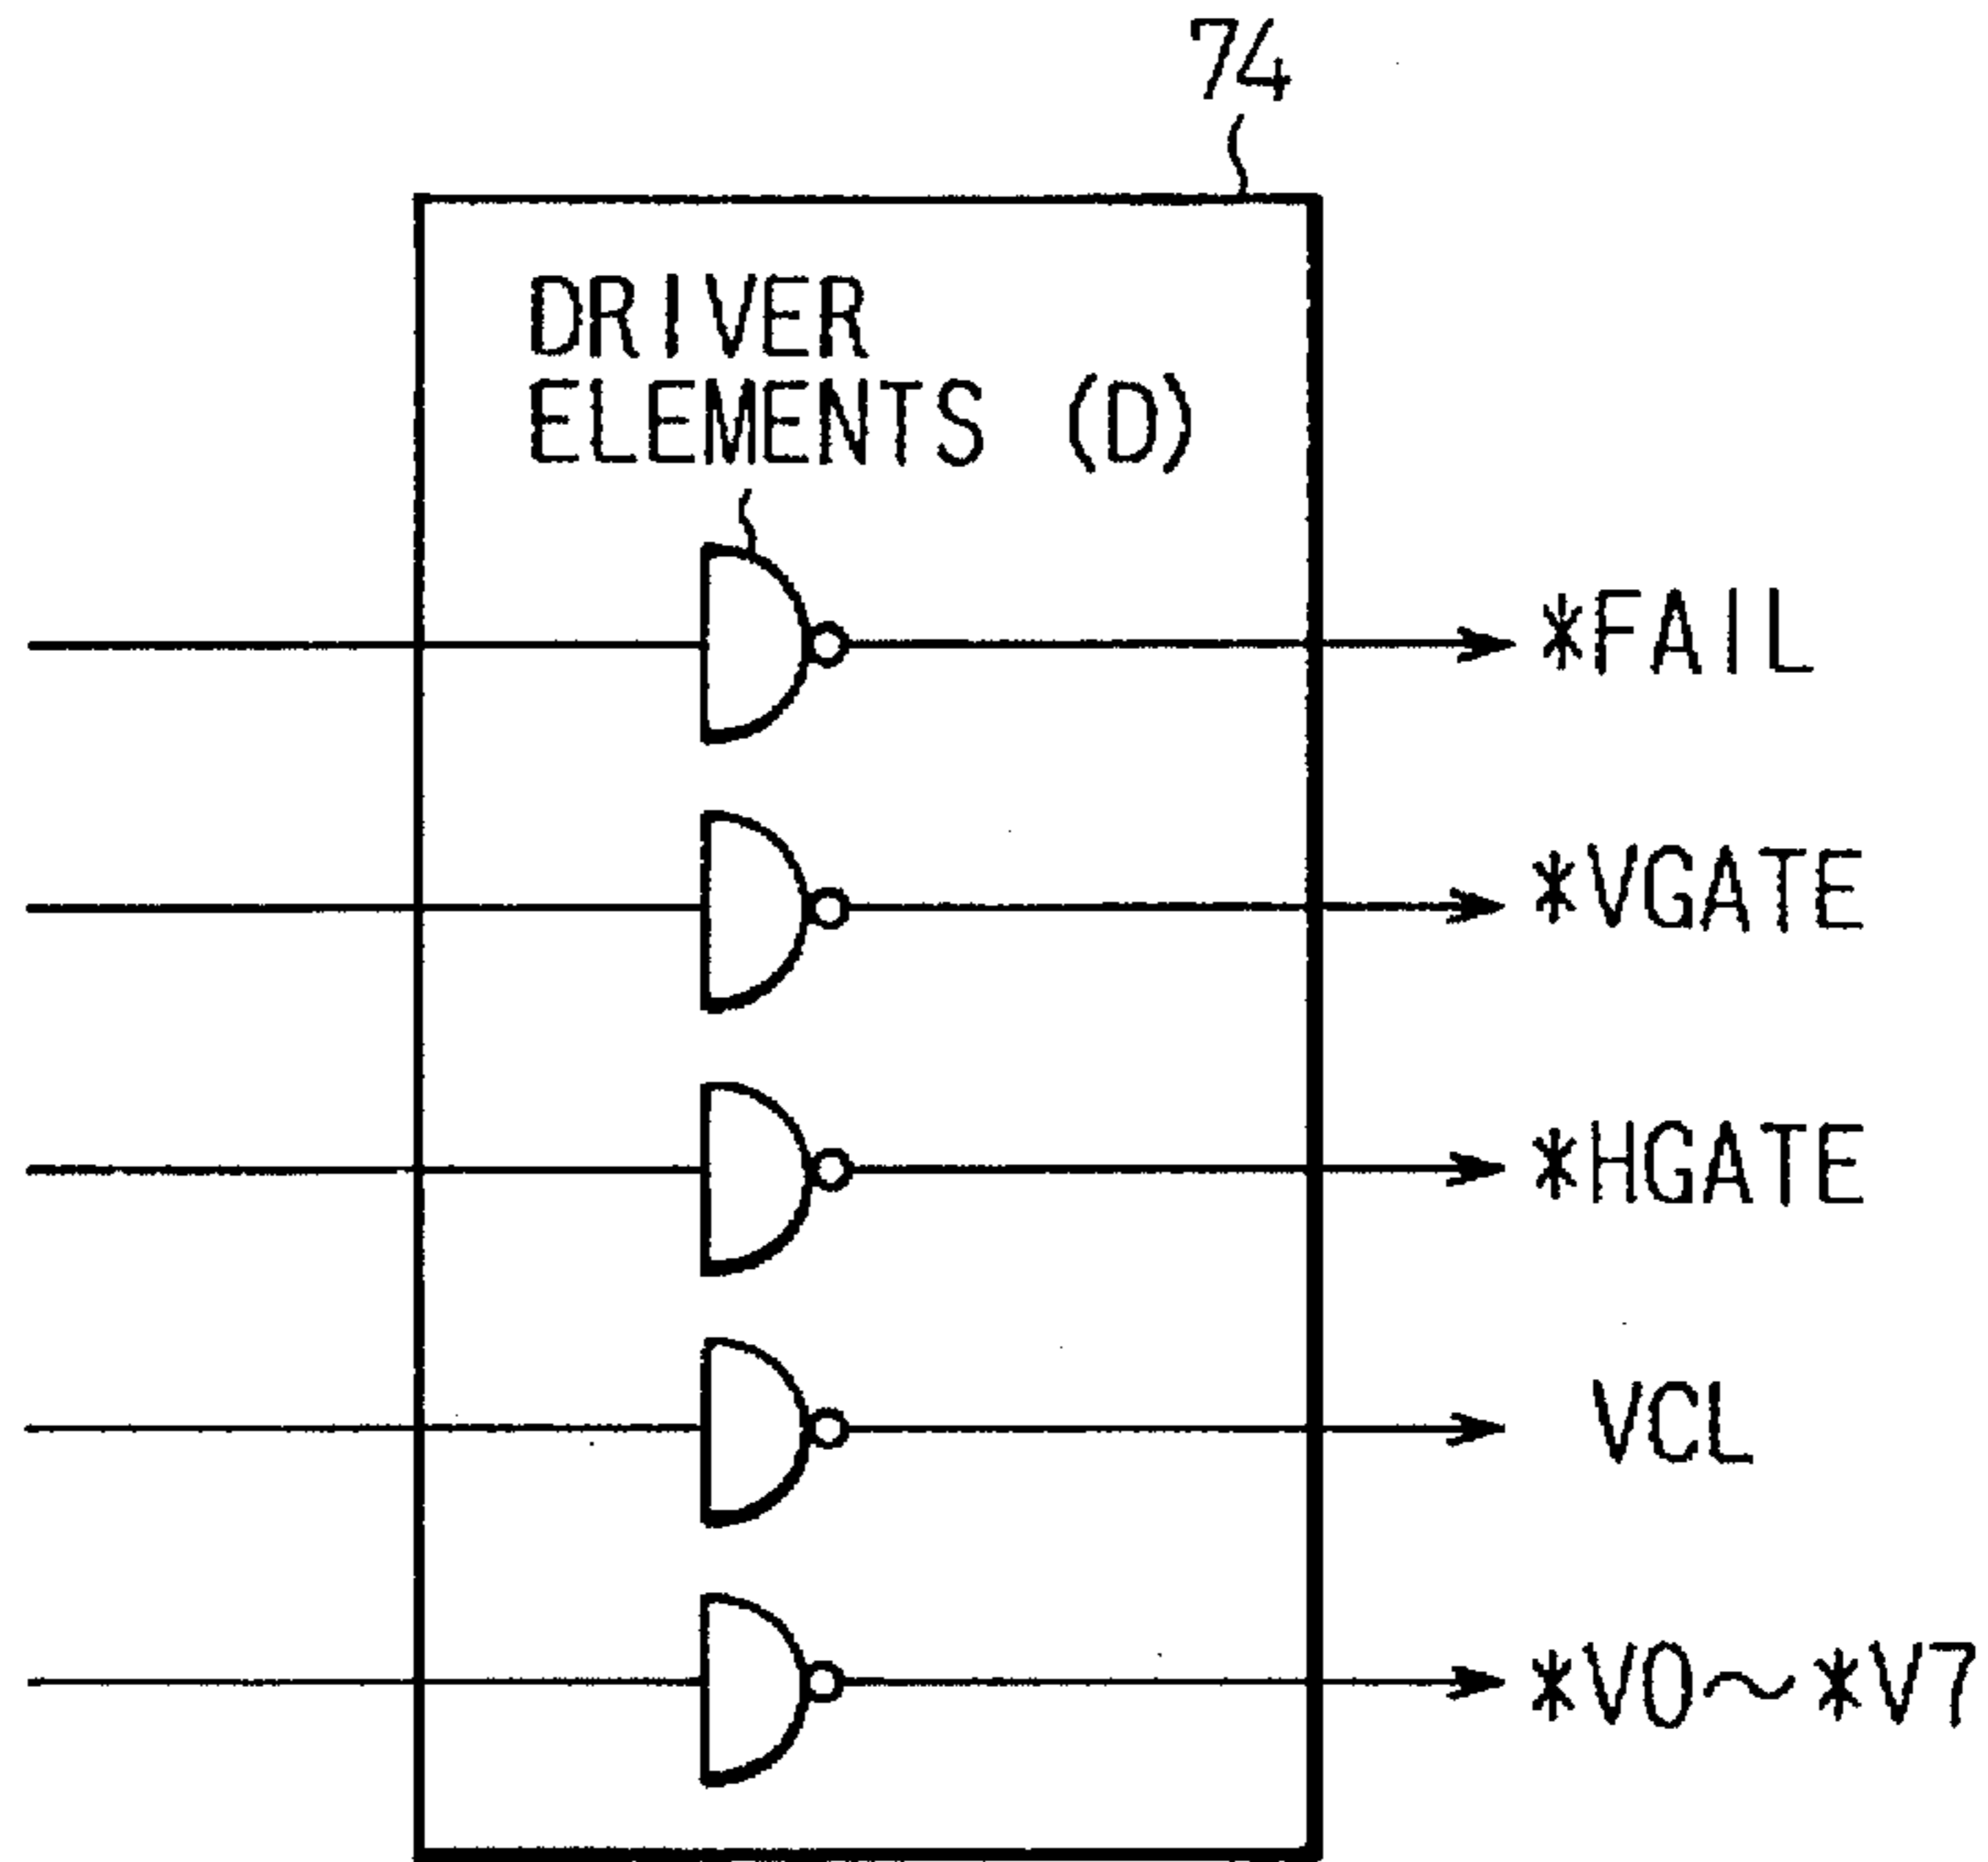 74
DRIVER
ELEMENTS (D)
*FAIL
*VGATE
*HGATE
VCL
*V0~*V7